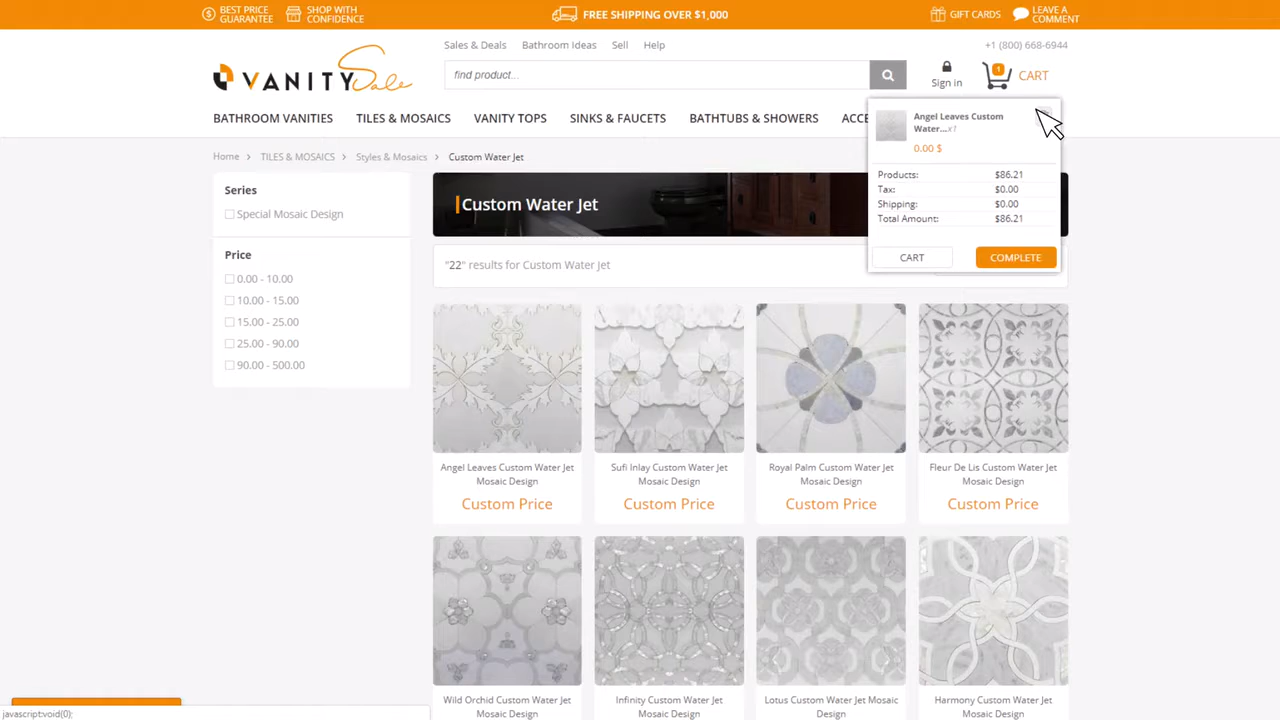 BEST PRICE
GUARANTEE
SHOP WITH
CONFIDENCE
FREE SHIPPING OVER $1,000
GIFT CARDS
LEAVE A
COMMENT
VANITY Sale
Sales & Deals
Bathroom Ideas
Sell
Help
+1 (800) 668-6944
find product...
Sign in
1
CART
BATHROOM VANITIES
TILES & MOSAICS
VANITY TOPS
SINKS & FAUCETS
BATHTUBS & SHOWERS
ACCE
Angel Leaves Custom
Water...x1
0.00 $
Products: $86.21
Tax: $0.00
Shipping: $0.00
Total Amount: $86.21
CART
COMPLETE
Home > TILES & MOSAICS > Styles & Mosaics > Custom Water Jet
Series
Special Mosaic Design
Price
0.00 - 10.00
10.00 - 15.00
15.00 - 25.00
25.00 - 90.00
90.00 - 500.00
Custom Water Jet
"22" results for Custom Water Jet
Angel Leaves Custom Water Jet
Mosaic Design
Custom Price
Sufi Inlay Custom Water Jet
Mosaic Design
Custom Price
Royal Palm Custom Water Jet
Mosaic Design
Custom Price
Fleur De Lis Custom Water Jet
Mosaic Design
Custom Price
Wild Orchid Custom Water Jet
Mosaic Design
Infinity Custom Water Jet
Mosaic Design
Lotus Custom Water Jet Mosaic
Design
Harmony Custom Water Jet
Mosaic Design
javascript:void(0);